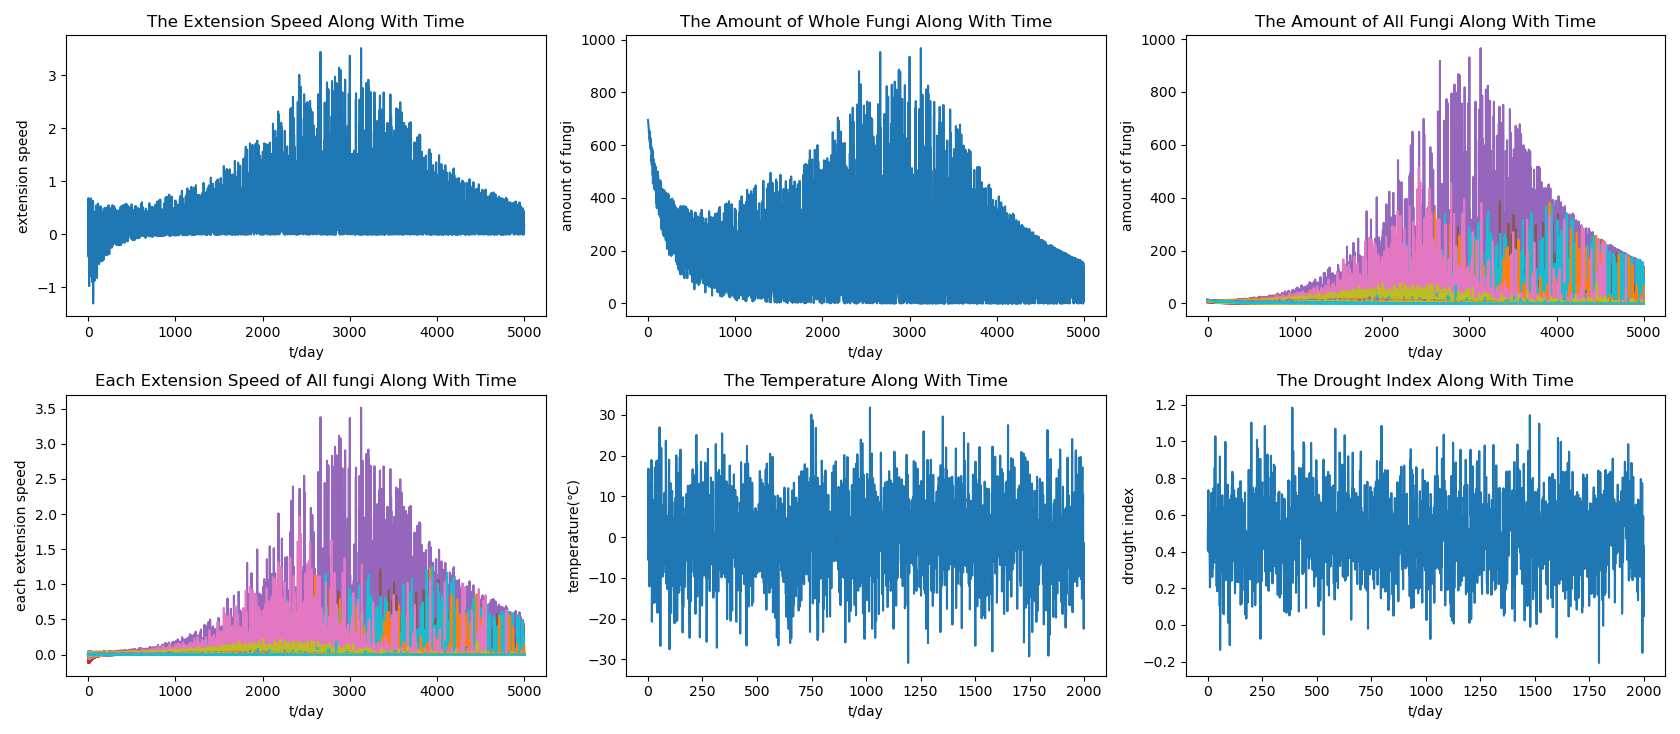 The Extension Speed Along With Time
extension speed
3
2
1
0
−1
0 1000 2000 3000 4000 5000
t/day
The Amount of Whole Fungi Along With Time
amount of fungi
1000
800
600
400
200
0
0 1000 2000 3000 4000 5000
t/day
The Amount of All Fungi Along With Time
amount of fungi
1000
800
600
400
200
0
0 1000 2000 3000 4000 5000
t/day
Each Extension Speed of All fungi Along With Time
each extension speed
3.5
3.0
2.5
2.0
1.5
1.0
0.5
0.0
0 1000 2000 3000 4000 5000
t/day
The Temperature Along With Time
temperature(℃)
30
20
10
0
−10
−20
−30
0 250 500 750 1000 1250 1500 1750 2000
t/day
The Drought Index Along With Time
drought index
1.2
1.0
0.8
0.6
0.4
0.2
0.0
−0.2
0 250 500 750 1000 1250 1500 1750 2000
t/day